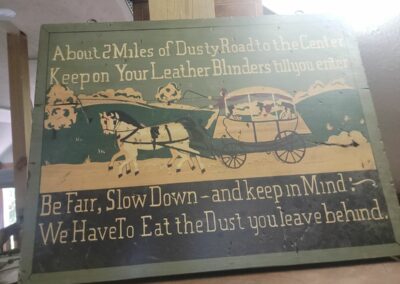 About 2 Miles of Dusty Road to the Center
Keep on Your Leather Blinders till you enter
Be Fair, Slow Down - and keep in Mind:
We Have To Eat the Dust you leave behind.